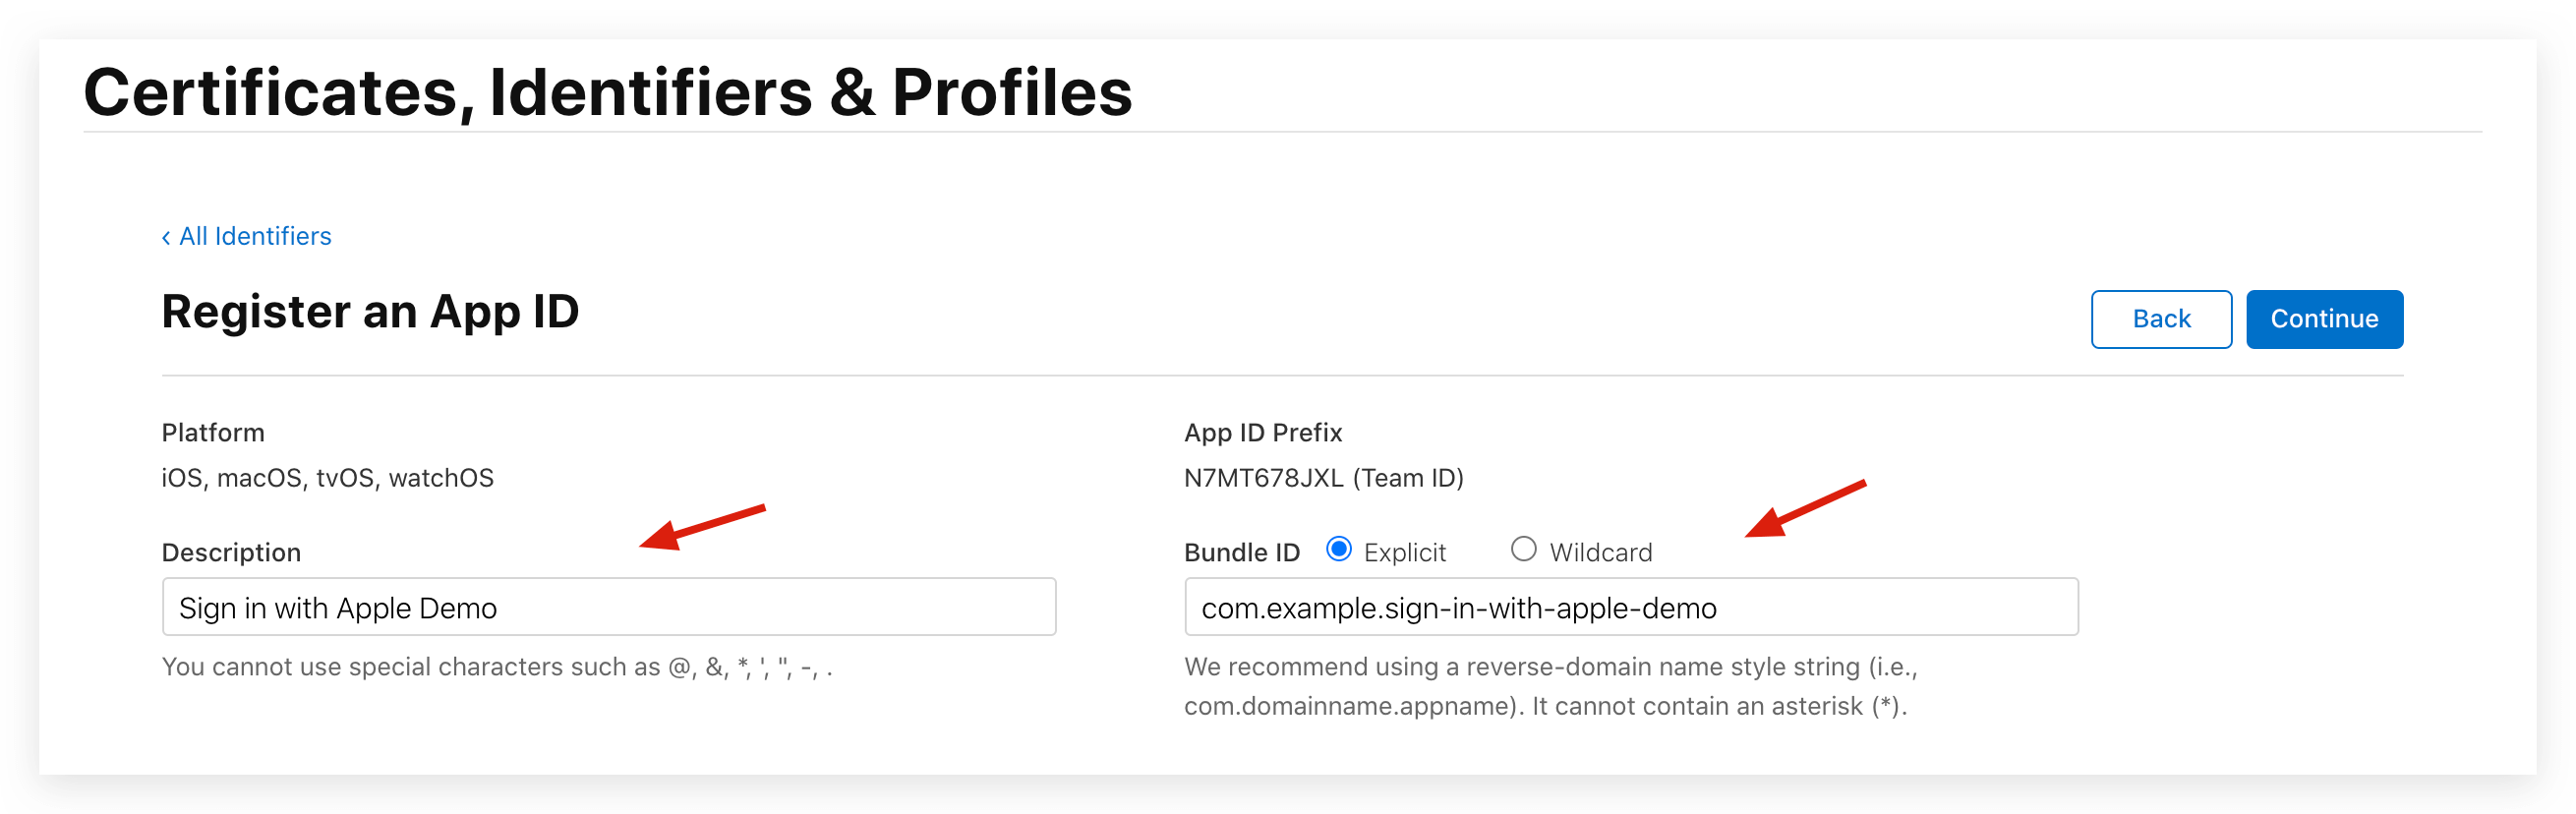 Certificates, Identifiers & Profiles
‹ All Identifiers
Register an App ID
Back
Continue
Platform
iOS, macOS, tvOS, watchOS
App ID Prefix
N7MT678JXL (Team ID)
Description
Sign in with Apple Demo
You cannot use special characters such as @, &, *, ', ", -, .
Bundle ID Explicit Wildcard
com.example.sign-in-with-apple-demo
We recommend using a reverse-domain name style string (i.e.,
com.domainname.appname). It cannot contain an asterisk (*).